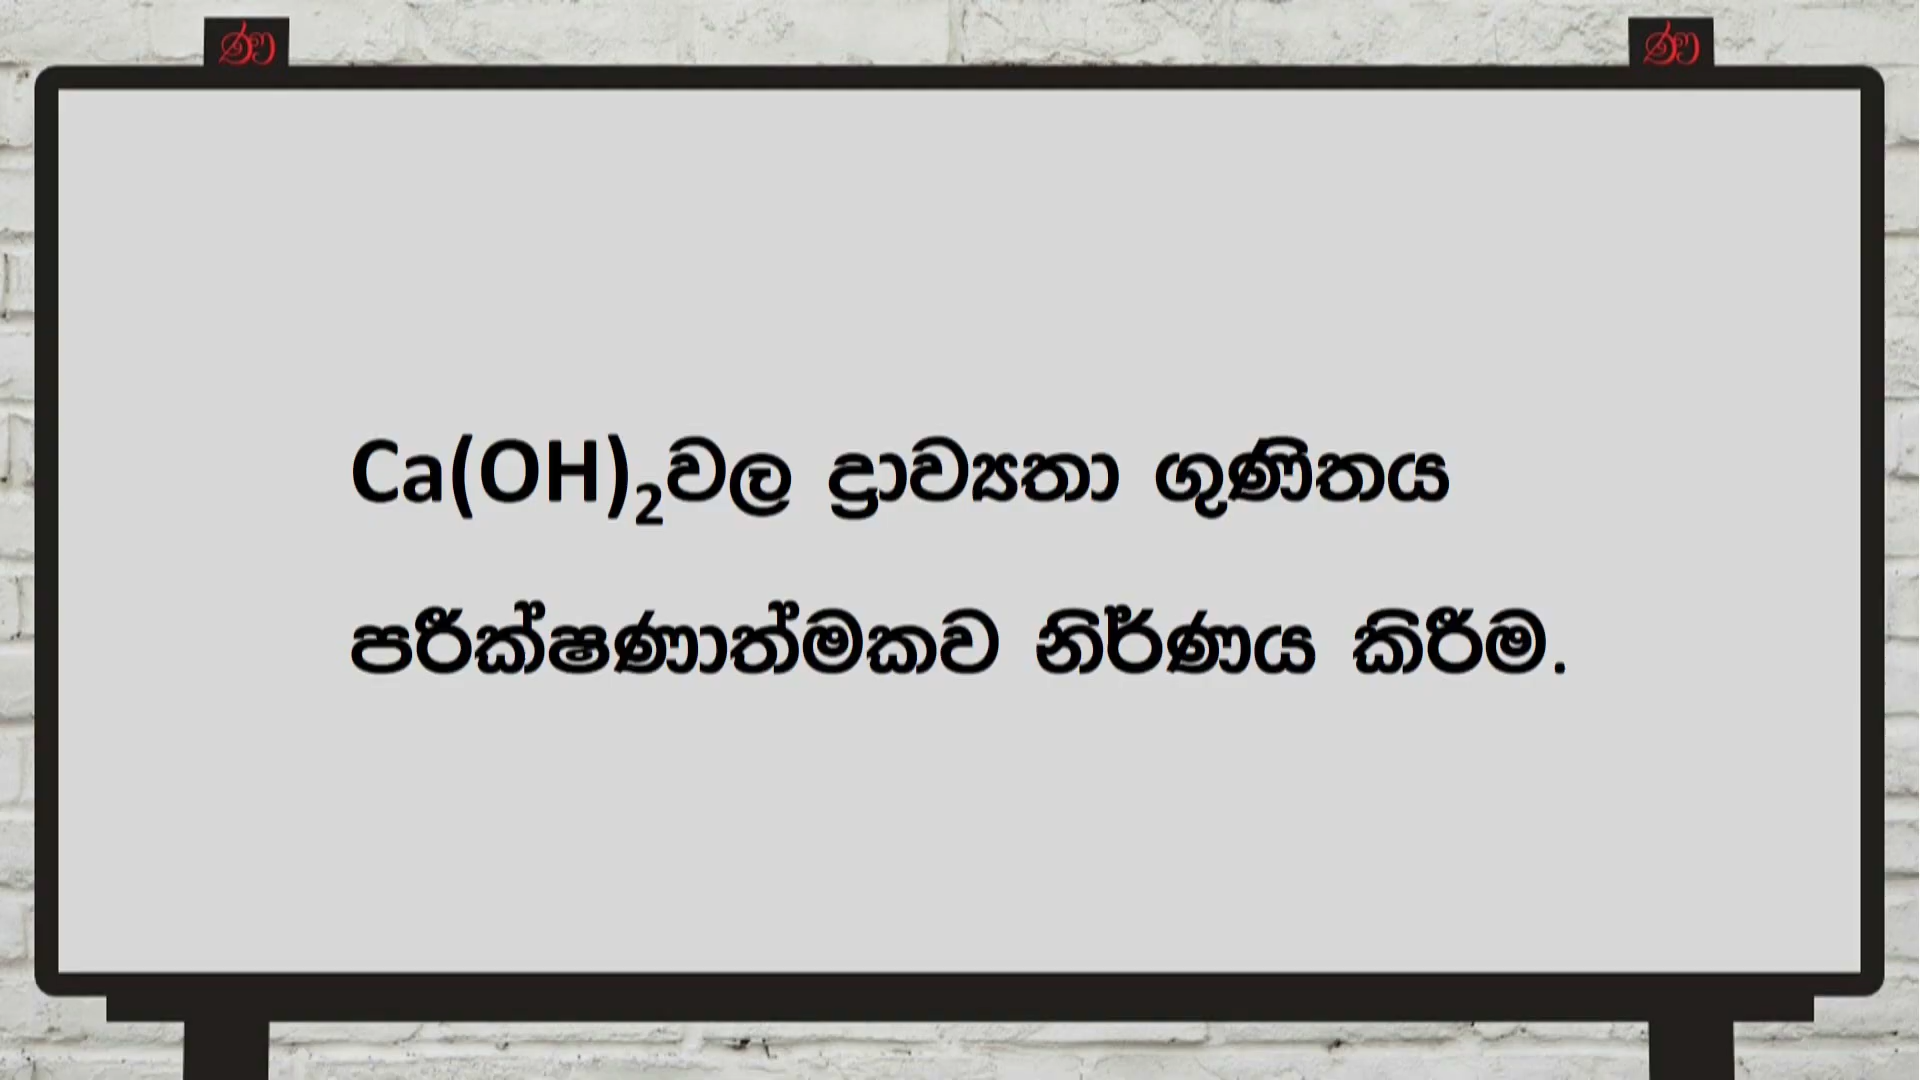 Ca(OH)₂වල ද්‍රාව්‍යතා ගුණිතය
පරීක්ෂණාත්මකව නිර්ණය කිරීම.